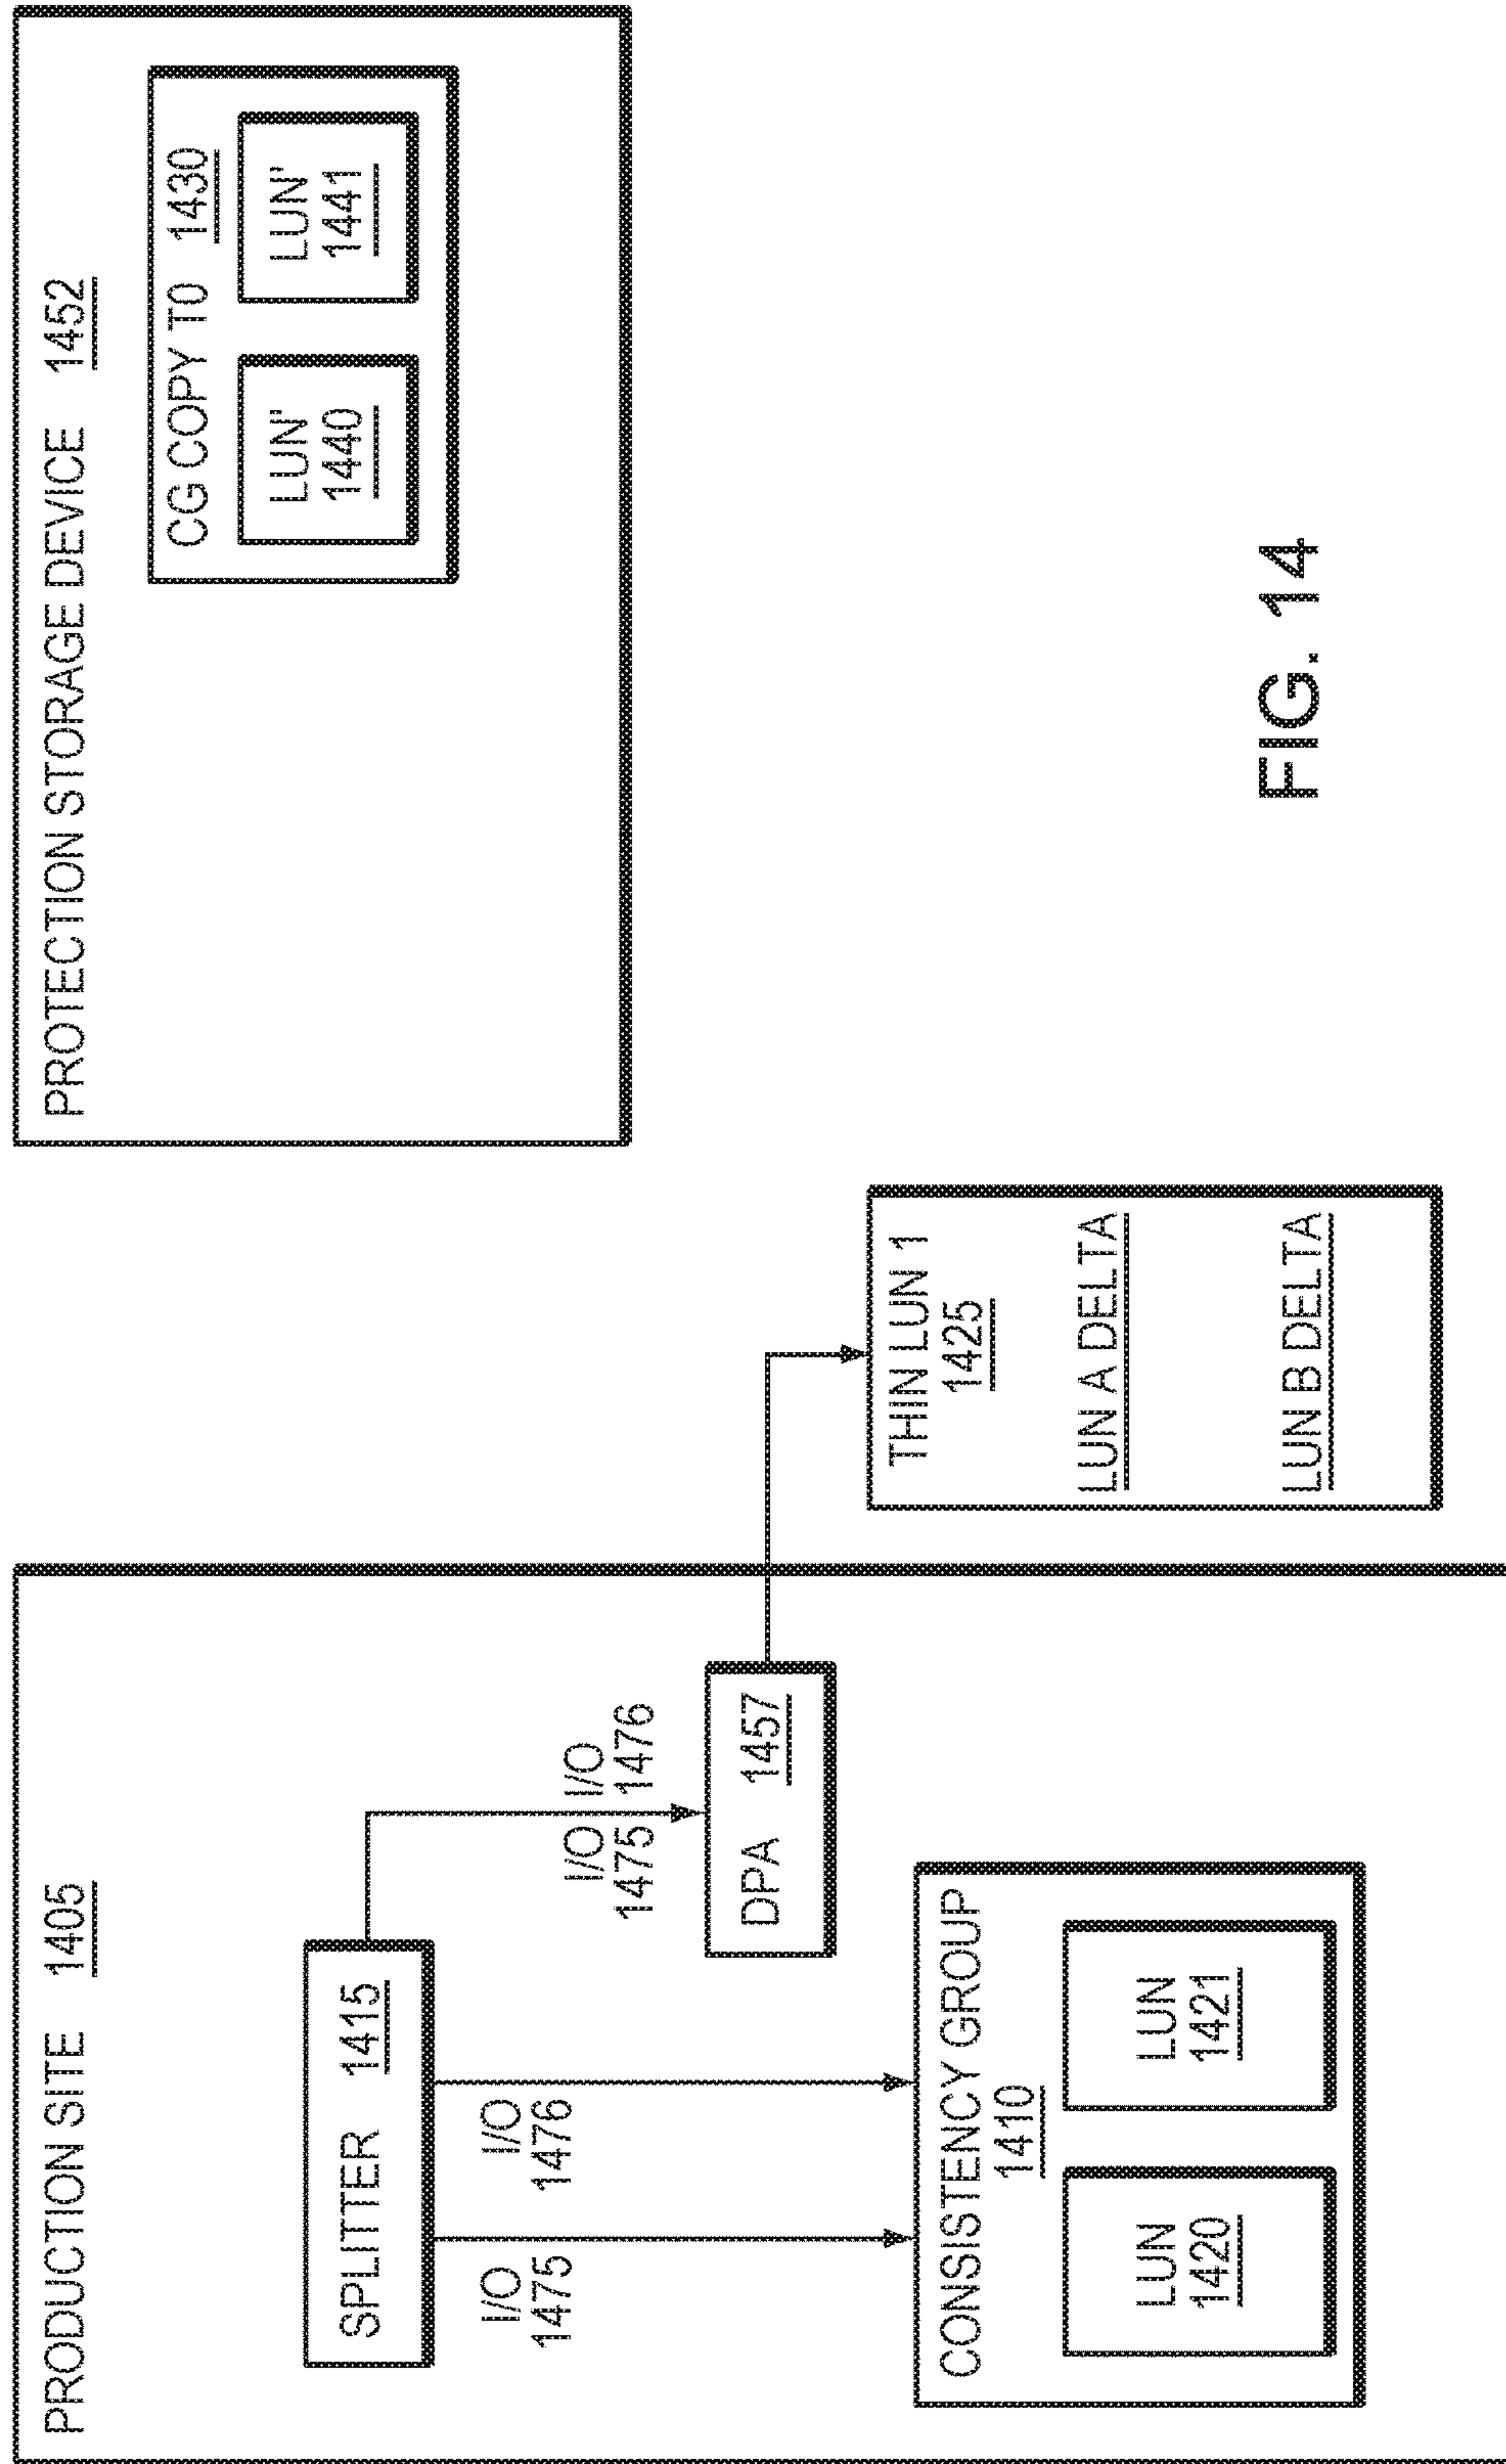 PRODUCTION SITE 1405
SPLITTER 1415
I/O
1475
I/O
1476
I/O I/O
1475 1476
DPA 1457
CONSISTENCY GROUP
1410
LUN
1420
LUN
1421
THIN LUN 1
1425
LUN A DELTA
LUN B DELTA
PROTECTION STORAGE DEVICE 1452
CG COPY T0 1430
LUN'
1440
LUN'
1441
FIG. 14